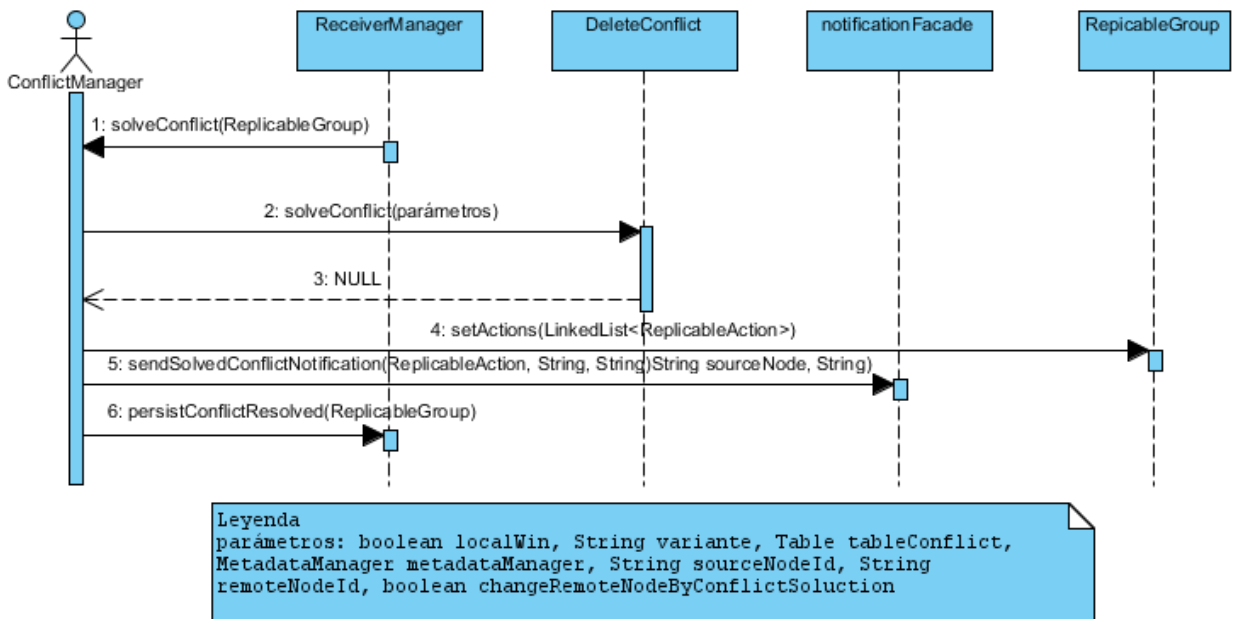 ReceiverManager
DeleteConflict
notificationFacade
RepicableGroup
ConflictManager
1: solveConflict(ReplicableGroup)
2: solveConflict(parámetros)
3: NULL
4: setActions(LinkedList<ReplicableAction>)
5: sendSolvedConflictNotification(ReplicableAction, String, String)String sourceNode, String)
6: persistConflictResolved(ReplicableGroup)
Leyenda
parámetros: boolean localWin, String variante, Table tableConflict,
MetadataManager metadataManager, String sourceNodeId, String
remoteNodeId, boolean changeRemoteNodeByConflictSoluction